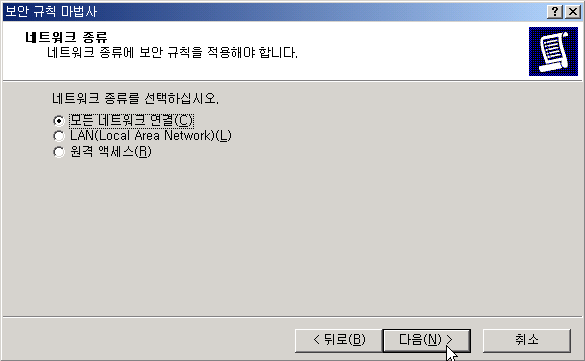 보안 규칙 마법사
네트워크 종류
네트워크 종류에 보안 규칙을 적용해야 합니다.
네트워크 종류를 선택하십시오.
모든 네트워크 연결(C)
LAN(Local Area Network)(L)
원격 액세스(R)
< 뒤로(B)
다음(N) >
취소